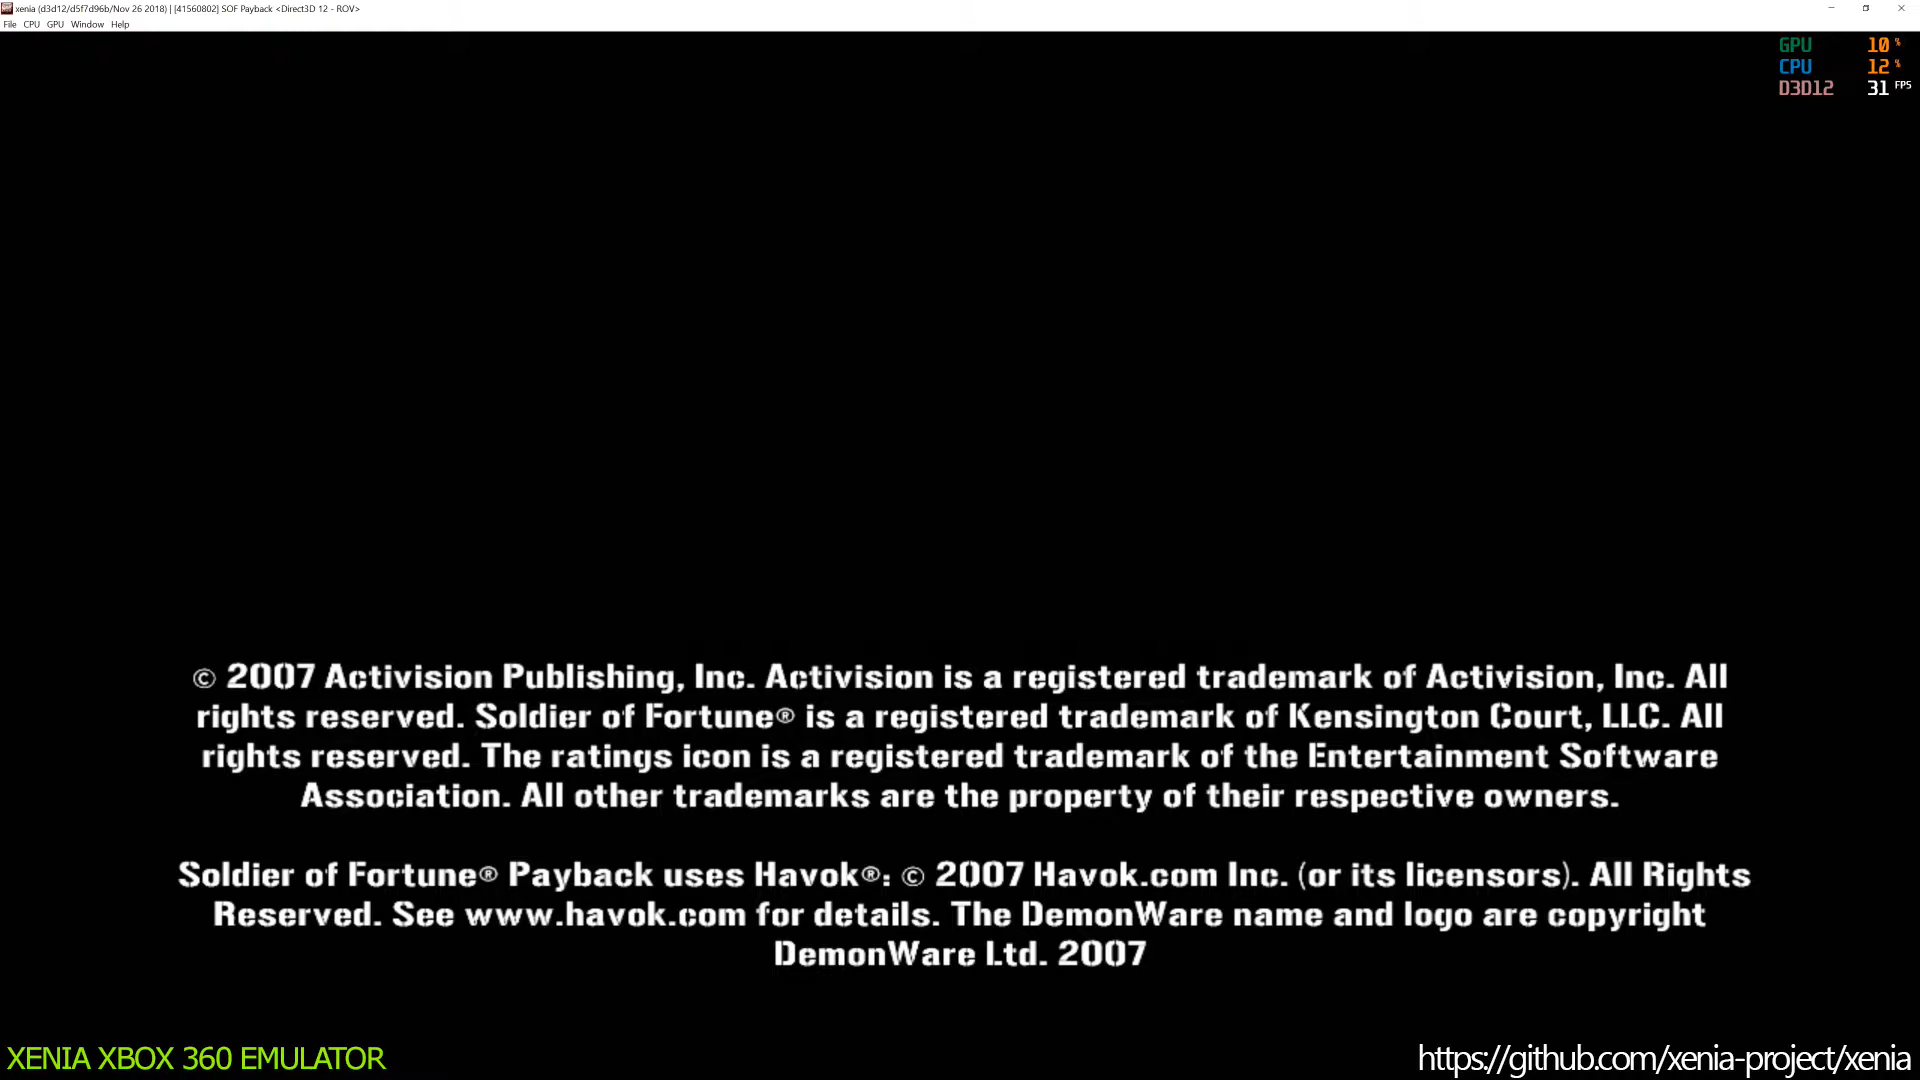 xenia (d3d12/d5f7d96b/Nov 26 2018) | [41560802] SOF Payback <Direct3D 12 - ROV>
File CPU GPU Window Help
GPU 10 %
CPU 12 %
D3D12 31 FPS
© 2007 Activision Publishing, Inc. Activision is a registered trademark of Activision, Inc. All
rights reserved. Soldier of Fortune® is a registered trademark of Kensington Court, LLC. All
rights reserved. The ratings icon is a registered trademark of the Entertainment Software
Association. All other trademarks are the property of their respective owners.
Soldier of Fortune® Payback uses Havok®: © 2007 Havok.com Inc. (or its licensors). All Rights
Reserved. See www.havok.com for details. The DemonWare name and logo are copyright
DemonWare Ltd. 2007
XENIA XBOX 360 EMULATOR
https://github.com/xenia-project/xenia